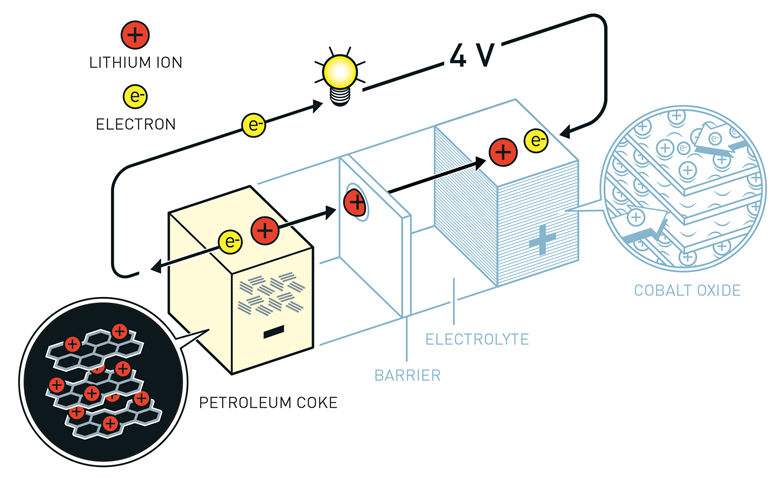 LITHIUM ION
e-
ELECTRON
4 V
e-
e-
e-
PETROLEUM COKE
BARRIER
ELECTROLYTE
COBALT OXIDE